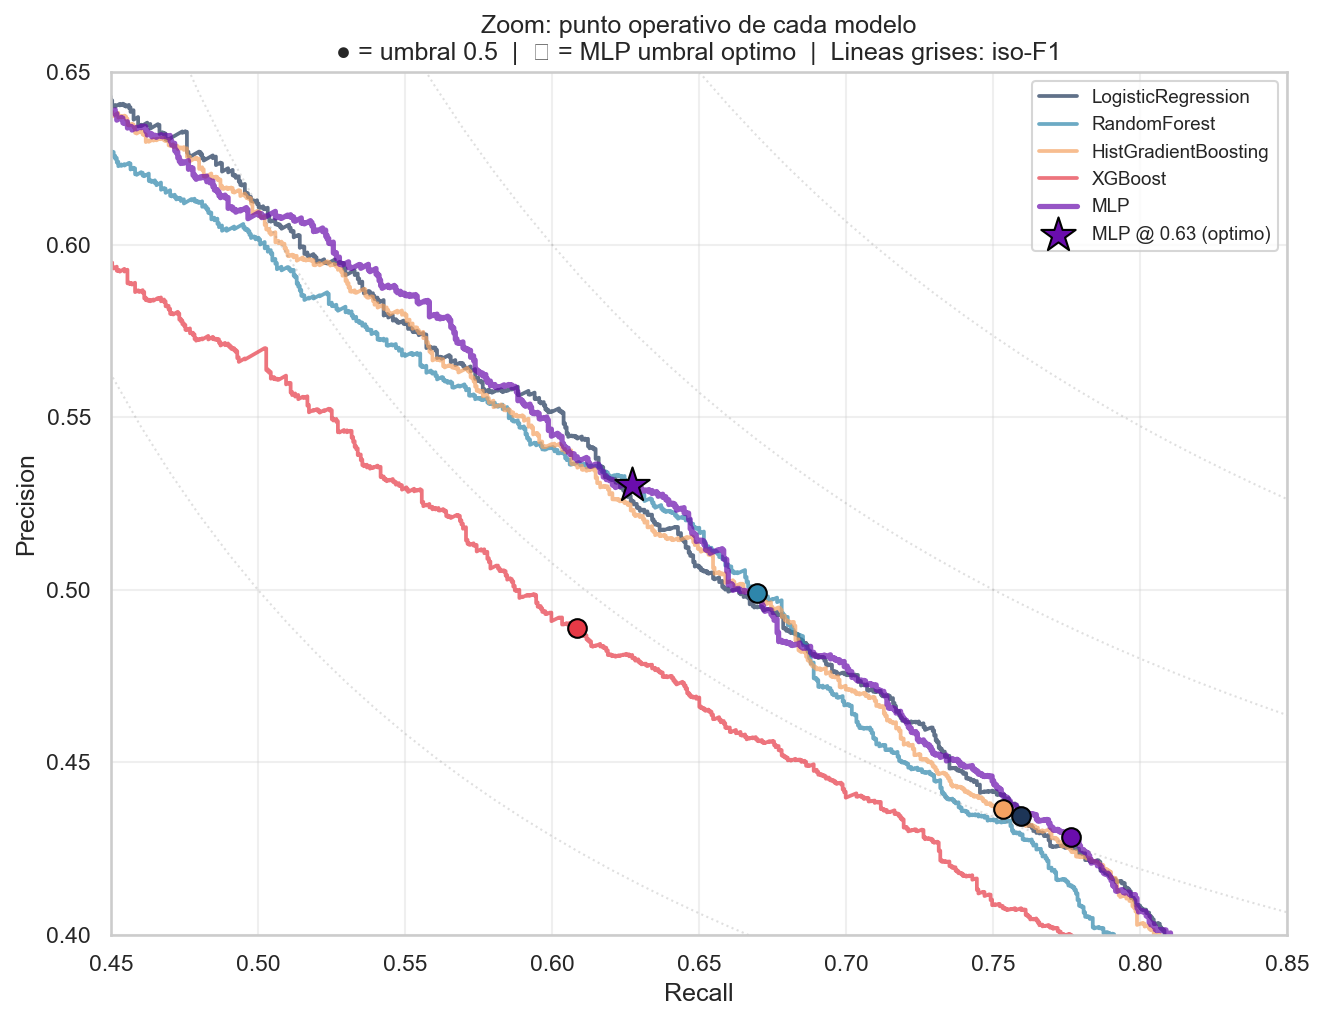 Zoom: punto operativo de cada modelo
● = umbral 0.5 | □ = MLP umbral optimo | Lineas grises: iso-F1
LogisticRegression
RandomForest
HistGradientBoosting
XGBoost
MLP
MLP @ 0.63 (optimo)
Precision
0.65
0.60
0.55
0.50
0.45
0.40
0.45 0.50 0.55 0.60 0.65 0.70 0.75 0.80 0.85
Recall